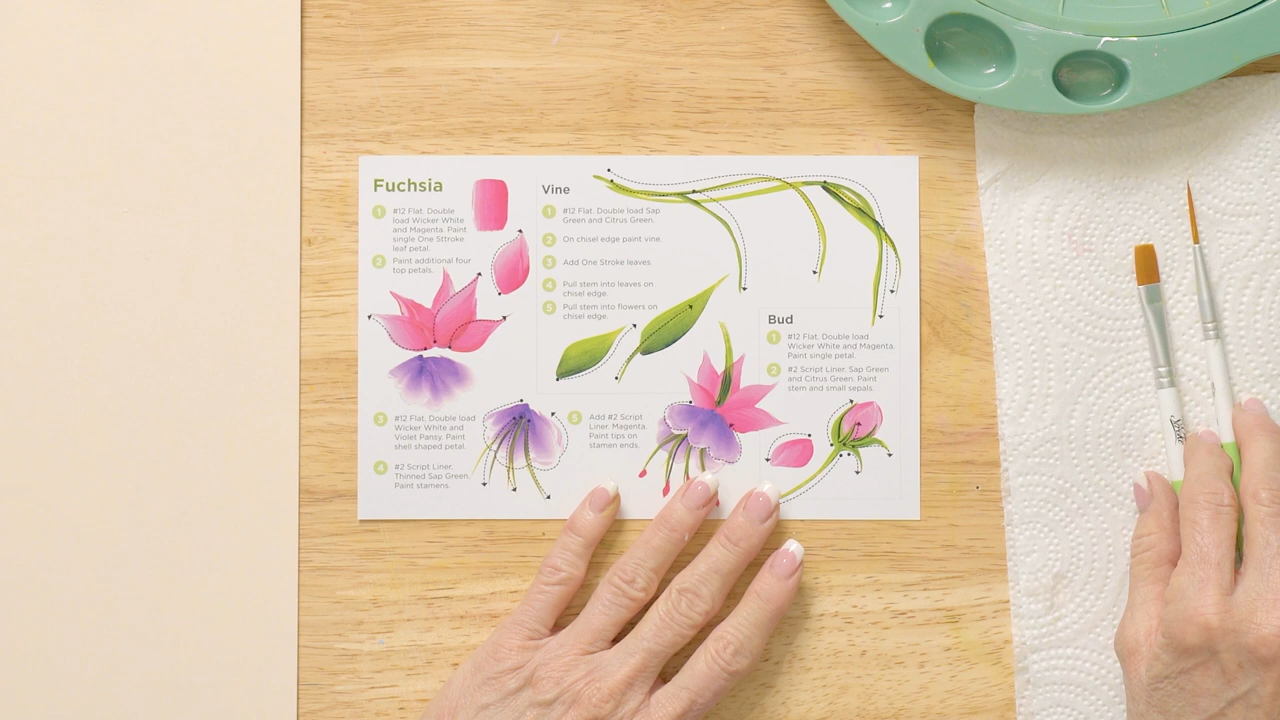 Fuchsia
1 #12 Flat. Double
load Wicker White
and Magenta. Paint
single One Stroke
leaf petal.
2 Paint additional four
top petals.
3 #12 Flat. Double load
Wicker White and
Violet Pansy. Paint
shell shaped petal.
4 #2 Script Liner.
Thinned Sap Green.
Paint stamens.
5 Add #2 Script
Liner. Magenta.
Paint tips on
stamen ends.
Vine
1 #12 Flat. Double load Sap
Green and Citrus Green.
2 On chisel edge paint vine.
3 Add One Stroke leaves.
4 Pull stem into leaves on
chisel edge.
5 Pull stem into flowers on
chisel edge.
Bud
1 #12 Flat. Double load
Wicker White and Magenta.
Paint single petal.
2 #2 Script Liner. Sap Green
and Citrus Green. Paint
stem and small sepals.